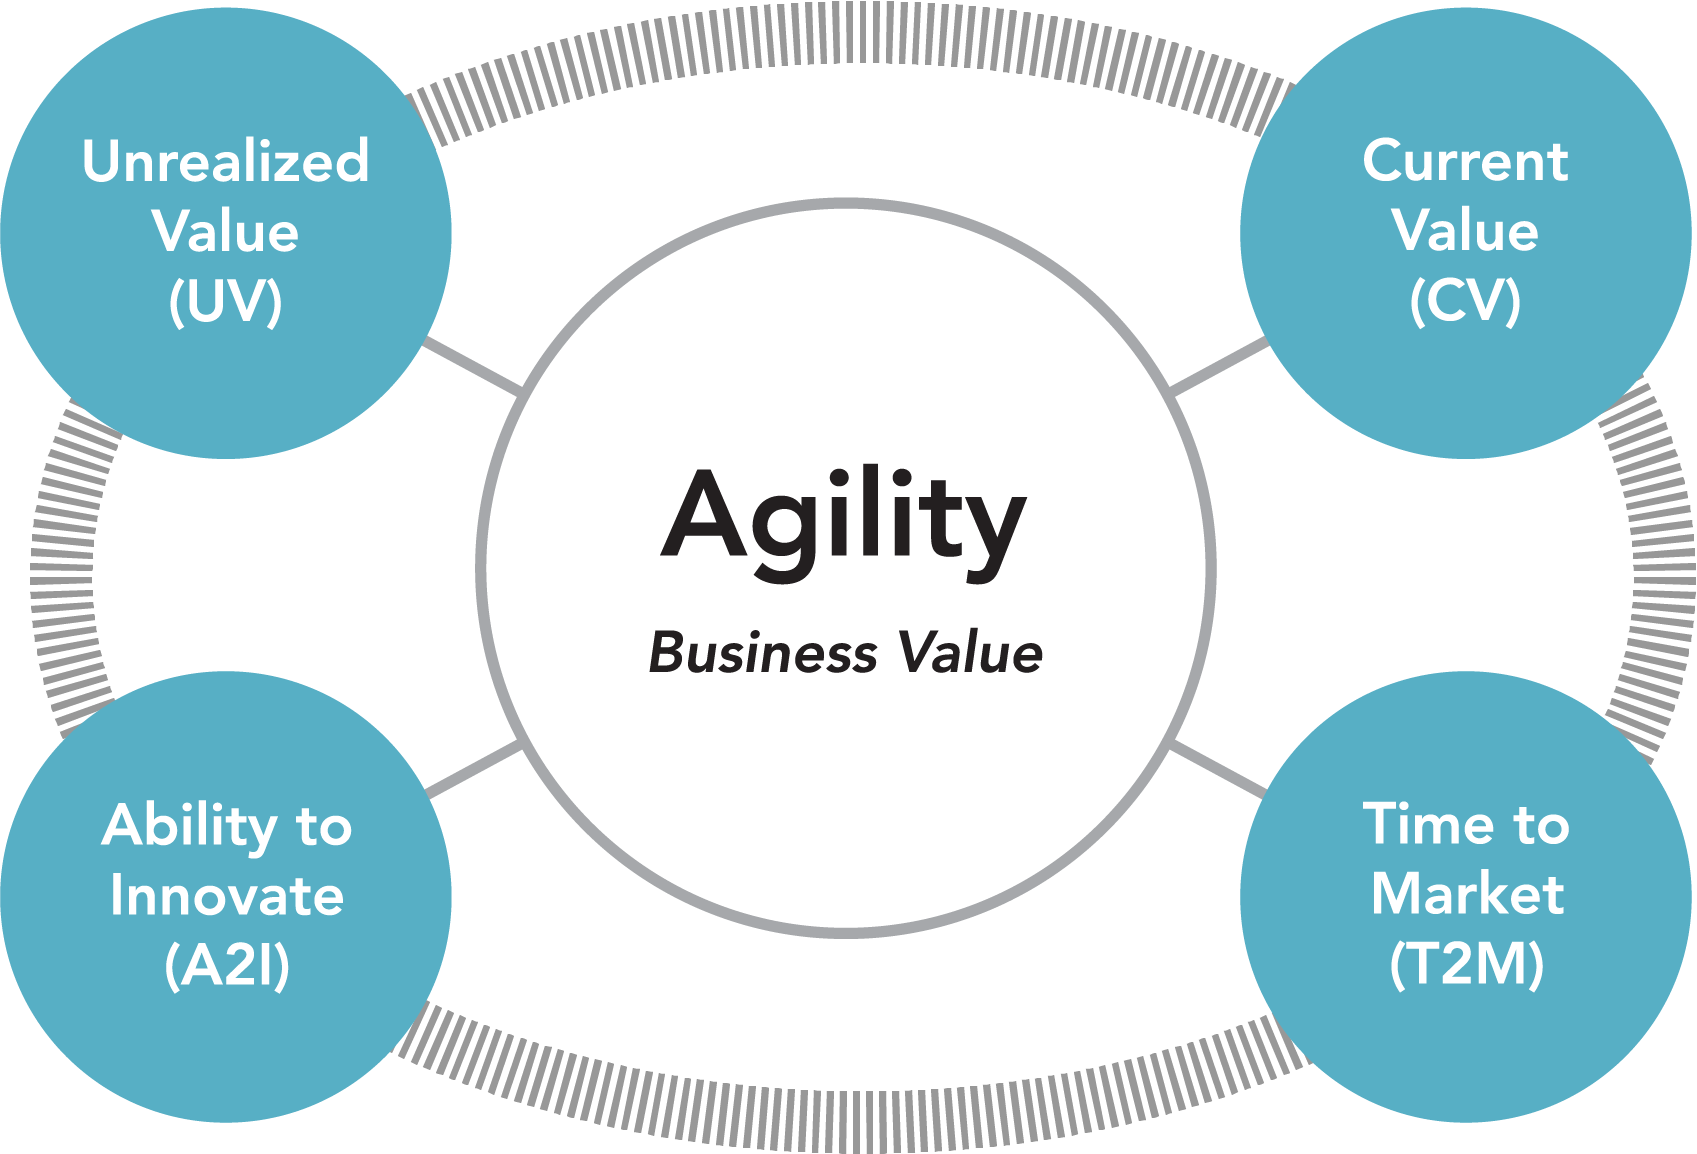 Unrealized
Value
(UV)
Current
Value
(CV)
Agility
Business Value
Ability to
Innovate
(A2I)
Time to
Market
(T2M)